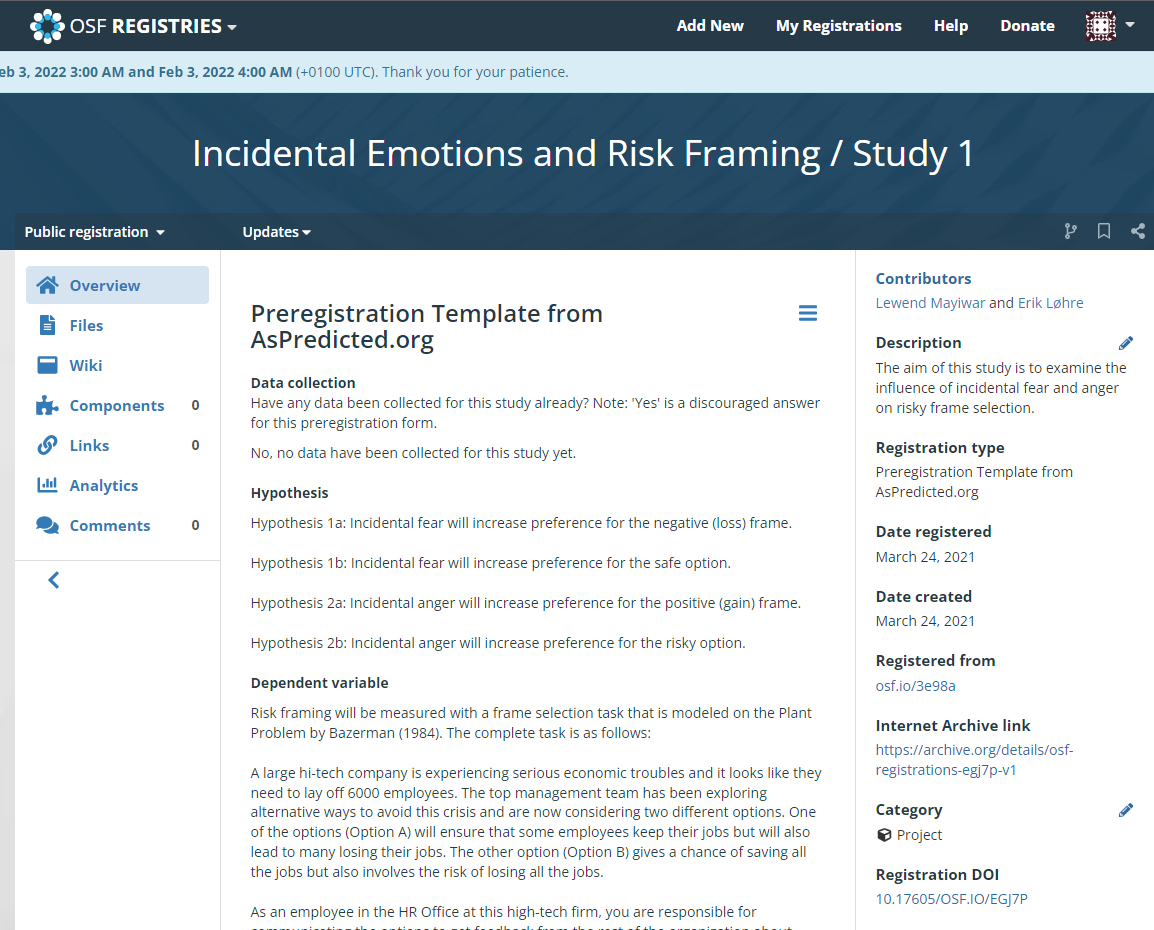 OSF REGISTRIES
Add New
My Registrations
Help
Donate
eb 3, 2022 3:00 AM and Feb 3, 2022 4:00 AM (+0100 UTC). Thank you for your patience.
Incidental Emotions and Risk Framing / Study 1
Public registration
Updates
Overview
Files
Wiki
Components 0
Links 0
Analytics
Comments 0
Preregistration Template from
AsPredicted.org
Data collection
Have any data been collected for this study already? Note: 'Yes' is a discouraged answer
for this preregistration form.
No, no data have been collected for this study yet.
Hypothesis
Hypothesis 1a: Incidental fear will increase preference for the negative (loss) frame.
Hypothesis 1b: Incidental fear will increase preference for the safe option.
Hypothesis 2a: Incidental anger will increase preference for the positive (gain) frame.
Hypothesis 2b: Incidental anger will increase preference for the risky option.
Dependent variable
Risk framing will be measured with a frame selection task that is modeled on the Plant
Problem by Bazerman (1984). The complete task is as follows:
A large hi-tech company is experiencing serious economic troubles and it looks like they
need to lay off 6000 employees. The top management team has been exploring
alternative ways to avoid this crisis and are now considering two different options. One
of the options (Option A) will ensure that some employees keep their jobs but will also
lead to many losing their jobs. The other option (Option B) gives a chance of saving all
the jobs but also involves the risk of losing all the jobs.
As an employee in the HR Office at this high-tech firm, you are responsible for
communicating the options to get feedback from the rest of the organization about
Contributors
Lewend Mayiwar and Erik Løhre
Description
The aim of this study is to examine the
influence of incidental fear and anger
on risky frame selection.
Registration type
Preregistration Template from
AsPredicted.org
Date registered
March 24, 2021
Date created
March 24, 2021
Registered from
osf.io/3e98a
Internet Archive link
https://archive.org/details/osf-
registrations-egj7p-v1
Category
Project
Registration DOI
10.17605/OSF.IO/EGJ7P